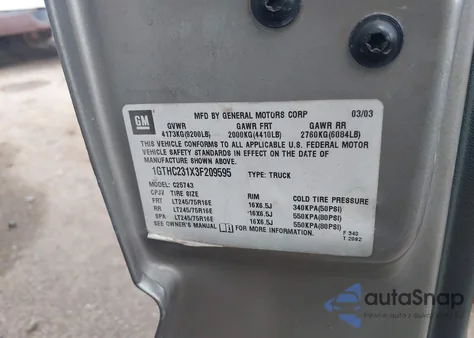 GM
MFD BY GENERAL MOTORS CORP 03/03
GVWR GAWR FRT GAWR RR
4173KG(9200LB) 2000KG(4410LB) 2760KG(6084LB)
THIS VEHICLE CONFORMS TO ALL APPLICABLE U.S. FEDERAL MOTOR
VEHICLE SAFETY STANDARDS IN EFFECT ON THE DATE OF
MANUFACTURE SHOWN ABOVE.
1GTHC231X3F209595 TYPE: TRUCK
MODEL: C25743
CPJV TIRE SIZE RIM COLD TIRE PRESSURE
FRT LT245/75R16E 16X6.5J 340KPA(50PSI)
RR LT245/75R16E 16X6.5J 550KPA(80PSI)
SPA LT245/75R16E 16X6.5J 550KPA(80PSI)
SEE OWNER'S MANUAL FOR MORE INFORMATION.
F 340
T 2092
autoSnap